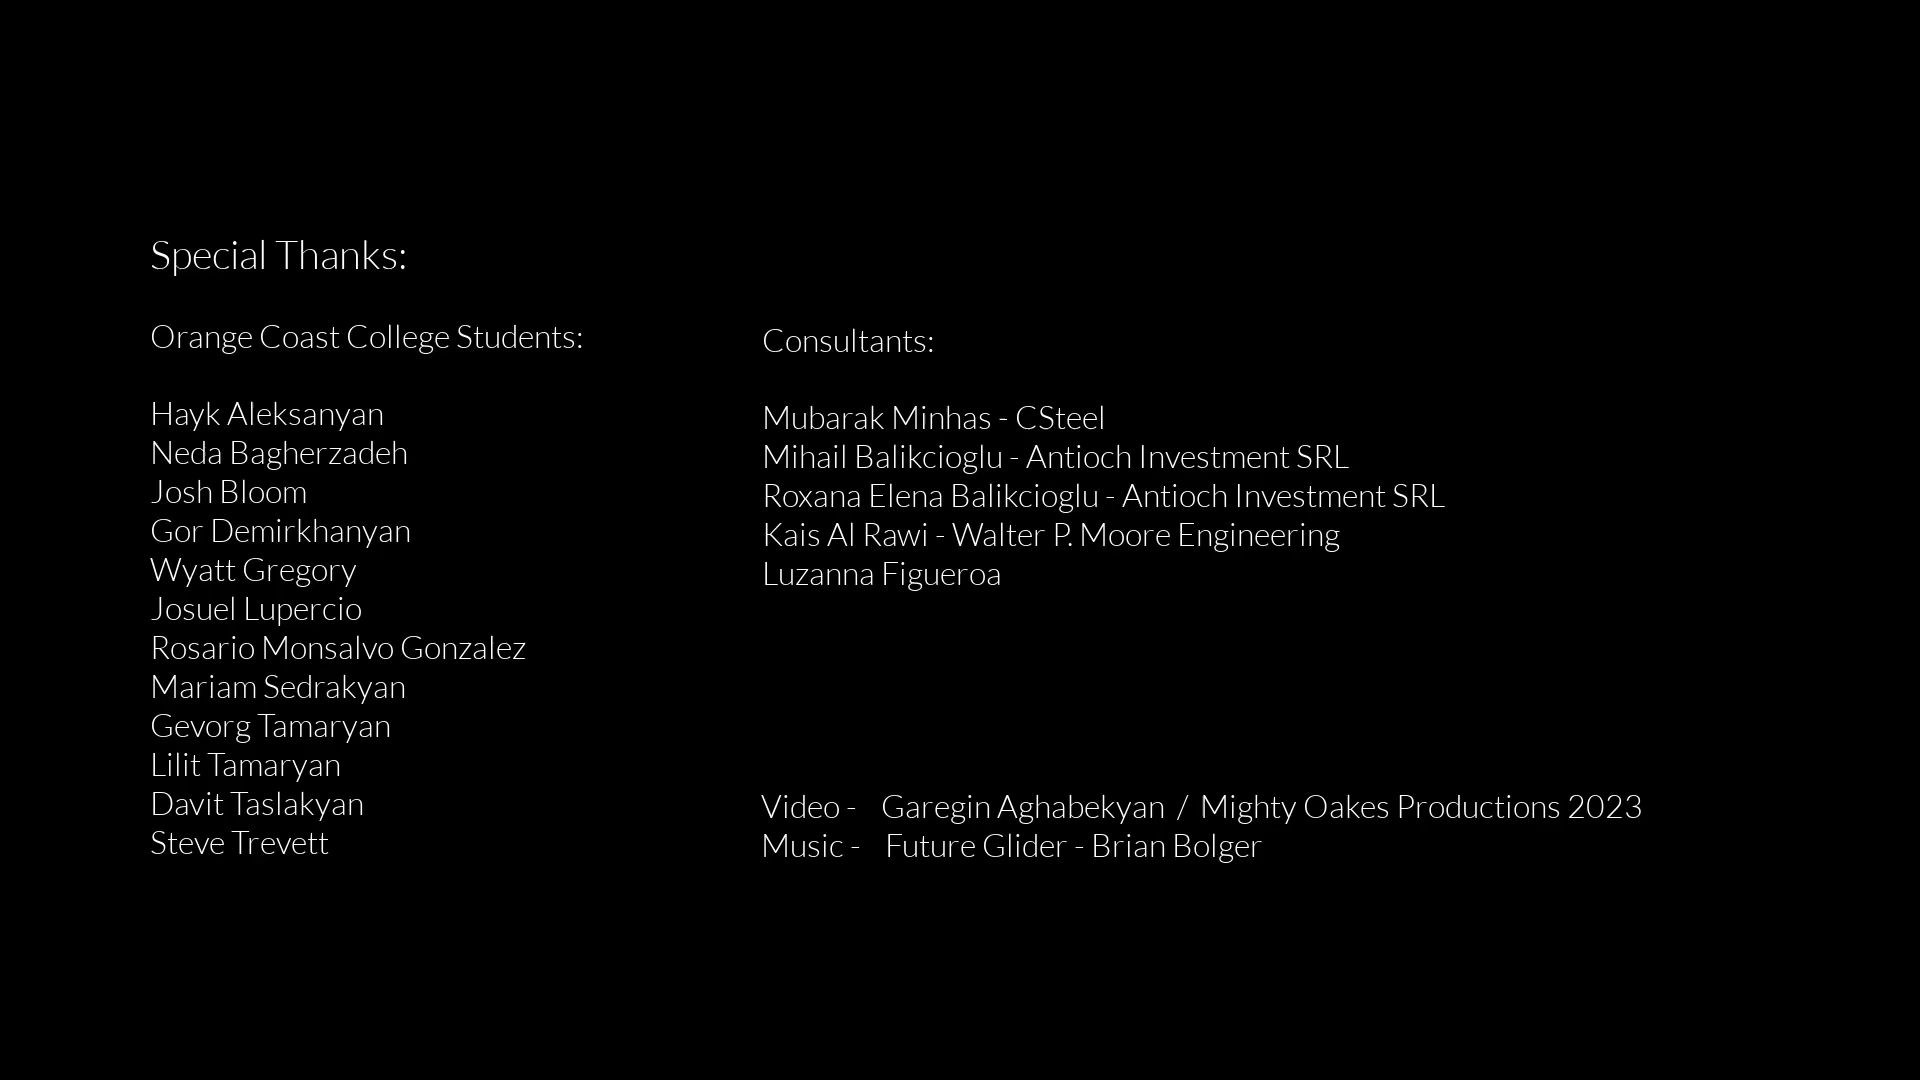 Special Thanks:
Orange Coast College Students:
Hayk Aleksanyan
Neda Bagherzadeh
Josh Bloom
Gor Demirkhanyan
Wyatt Gregory
Josuel Lupercio
Rosario Monsalvo Gonzalez
Mariam Sedrakyan
Gevorg Tamaryan
Lilit Tamaryan
Davit Taslakyan
Steve Trevett
Consultants:
Mubarak Minhas - CSteel
Mihail Balikcioglu - Antioch Investment SRL
Roxana Elena Balikcioglu - Antioch Investment SRL
Kais Al Rawi - Walter P. Moore Engineering
Luzanna Figueroa
Video - Garegin Aghabekyan / Mighty Oakes Productions 2023
Music - Future Glider - Brian Bolger